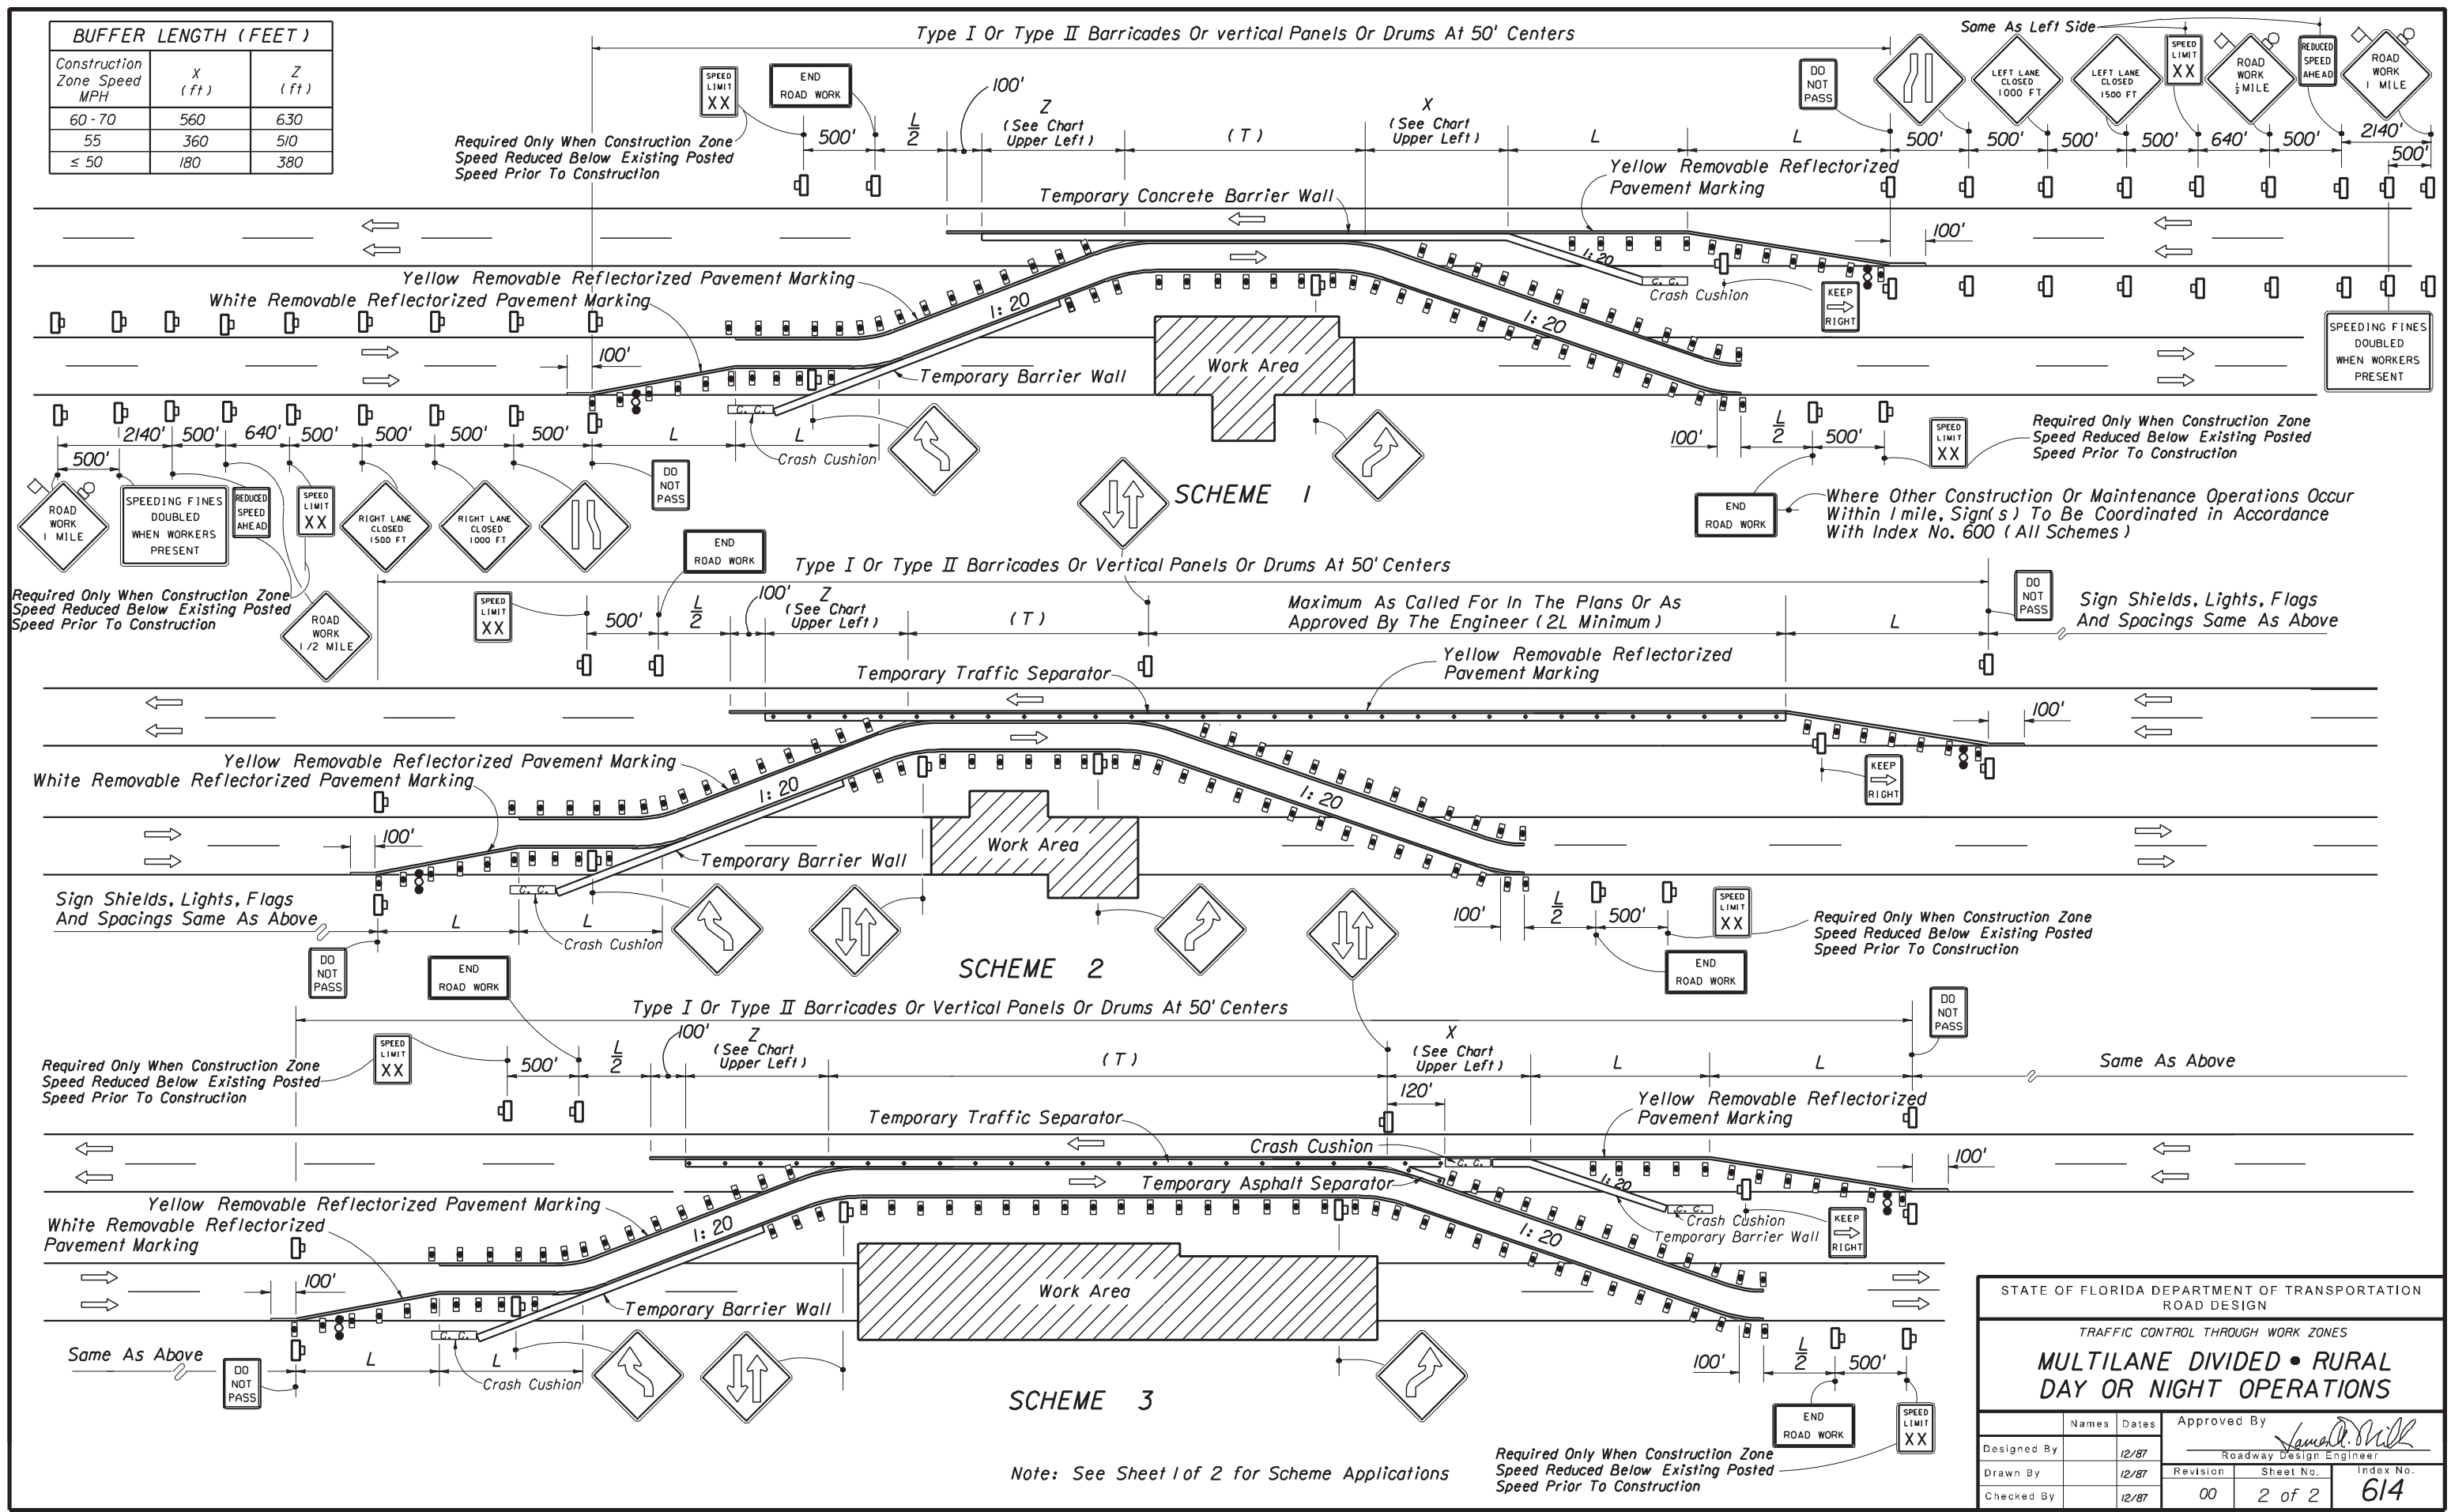 BUFFER LENGTH (FEET)
Construction Zone Speed MPH
X (ft)
Z (ft)
60-70 560 630
55 360 510
≤ 50 180 380
Type I Or Type II Barricades Or vertical Panels Or Drums At 50' Centers
Same As Left Side
SPEED
LIMIT
XX
END
ROAD WORK
DO
NOT
PASS
LEFT LANE
CLOSED
1000 FT
LEFT LANE
CLOSED
1500 FT
SPEED
LIMIT
XX
ROAD
WORK
½ MILE
REDUCED
SPEED
AHEAD
ROAD
WORK
1 MILE
Required Only When Construction Zone
Speed Reduced Below Existing Posted
Speed Prior To Construction
500'
L/2
100'
Z
(See Chart
Upper Left)
(T)
X
(See Chart
Upper Left)
L
L
500'
500'
500'
500'
640'
500'
2140'
500'
Yellow Removable Reflectorized
Pavement Marking
Temporary Concrete Barrier Wall
100'
Yellow Removable Reflectorized Pavement Marking
White Removable Reflectorized Pavement Marking
1:20
1:20
C. C.
Crash Cushion
KEEP
RIGHT
SPEEDING FINES
DOUBLED
WHEN WORKERS
PRESENT
100'
1:20
Work Area
Temporary Barrier Wall
C. C.
Crash Cushion
2140'
500'
640'
500'
500'
500'
500'
L
L
500'
100'
L/2
500'
SPEED
LIMIT
XX
Required Only When Construction Zone
Speed Reduced Below Existing Posted
Speed Prior To Construction
ROAD
WORK
1 MILE
SPEEDING FINES
DOUBLED
WHEN WORKERS
PRESENT
REDUCED
SPEED
AHEAD
SPEED
LIMIT
XX
RIGHT LANE
CLOSED
1500 FT
RIGHT LANE
CLOSED
1000 FT
DO
NOT
PASS
SCHEME 1
END
ROAD WORK
Where Other Construction Or Maintenance Operations Occur
Within 1 mile, Sign(s) To Be Coordinated in Accordance
With Index No. 600 (All Schemes)
Required Only When Construction Zone
Speed Reduced Below Existing Posted
Speed Prior To Construction
ROAD
WORK
1/2 MILE
END
ROAD WORK
Type I Or Type II Barricades Or Vertical Panels Or Drums At 50' Centers
SPEED
LIMIT
XX
500'
L/2
100'
Z
(See Chart
Upper Left)
(T)
Maximum As Called For In The Plans Or As
Approved By The Engineer (2L Minimum)
L
DO
NOT
PASS
Sign Shields, Lights, Flags
And Spacings Same As Above
Temporary Traffic Separator
Yellow Removable Reflectorized
Pavement Marking
100'
Yellow Removable Reflectorized Pavement Marking
White Removable Reflectorized Pavement Marking
1:20
1:20
KEEP
RIGHT
100'
Temporary Barrier Wall
Work Area
C. C.
Crash Cushion
Sign Shields, Lights, Flags
And Spacings Same As Above
L
L
DO
NOT
PASS
100'
L/2
500'
SPEED
LIMIT
XX
Required Only When Construction Zone
Speed Reduced Below Existing Posted
Speed Prior To Construction
END
ROAD WORK
SCHEME 2
END
ROAD WORK
Type I Or Type II Barricades Or Vertical Panels Or Drums At 50' Centers
DO
NOT
PASS
Required Only When Construction Zone
Speed Reduced Below Existing Posted
Speed Prior To Construction
SPEED
LIMIT
XX
500'
L/2
100'
Z
(See Chart
Upper Left)
(T)
X
(See Chart
Upper Left)
L
L
Same As Above
120'
Temporary Traffic Separator
Yellow Removable Reflectorized
Pavement Marking
Crash Cushion
C. C.
100'
Temporary Asphalt Separator
1:20
C. C.
Crash Cushion
Temporary Barrier Wall
KEEP
RIGHT
Yellow Removable Reflectorized Pavement Marking
White Removable Reflectorized
Pavement Marking
1:20
1:20
100'
Temporary Barrier Wall
Work Area
C. C.
Crash Cushion
Same As Above
DO
NOT
PASS
L
L
100'
L/2
500'
END
ROAD WORK
SPEED
LIMIT
XX
SCHEME 3
Required Only When Construction Zone
Speed Reduced Below Existing Posted
Speed Prior To Construction
Note: See Sheet 1 of 2 for Scheme Applications
STATE OF FLORIDA DEPARTMENT OF TRANSPORTATION
ROAD DESIGN
TRAFFIC CONTROL THROUGH WORK ZONES
MULTILANE DIVIDED • RURAL
DAY OR NIGHT OPERATIONS
Names Dates
Approved By
Designed By 12/87
Roadway Design Engineer
Drawn By 12/87
Checked By 12/87
Revision
00
Sheet No.
2 of 2
Index No.
614